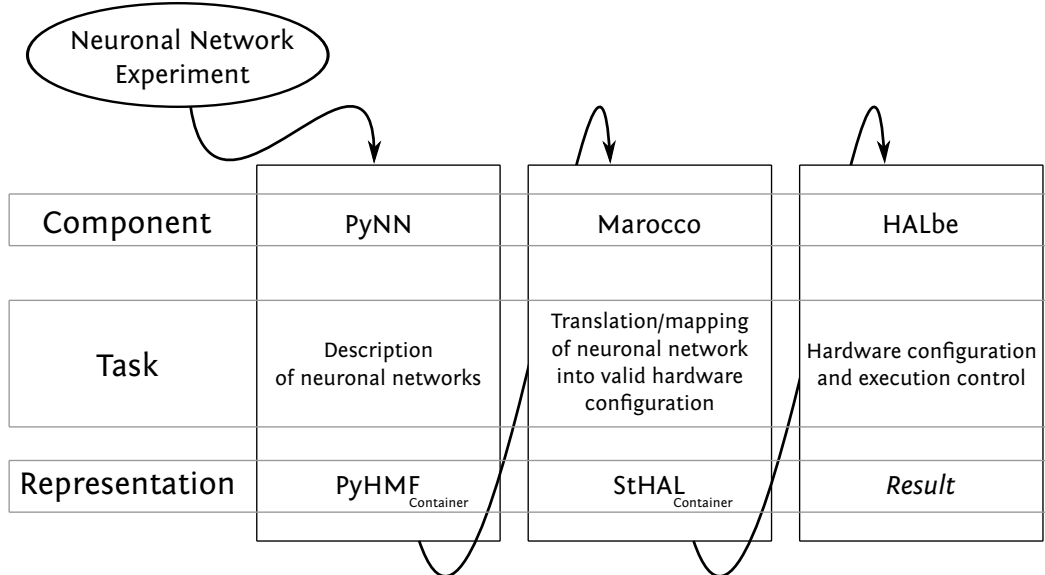 Neuronal Network
Experiment
Component
PyNN
Marocco
HALbe
Task
Description
of neuronal networks
Translation/mapping
of neuronal network
into valid hardware
configuration
Hardware configuration
and execution control
Representation
PyHMF Container
StHAL Container
Result